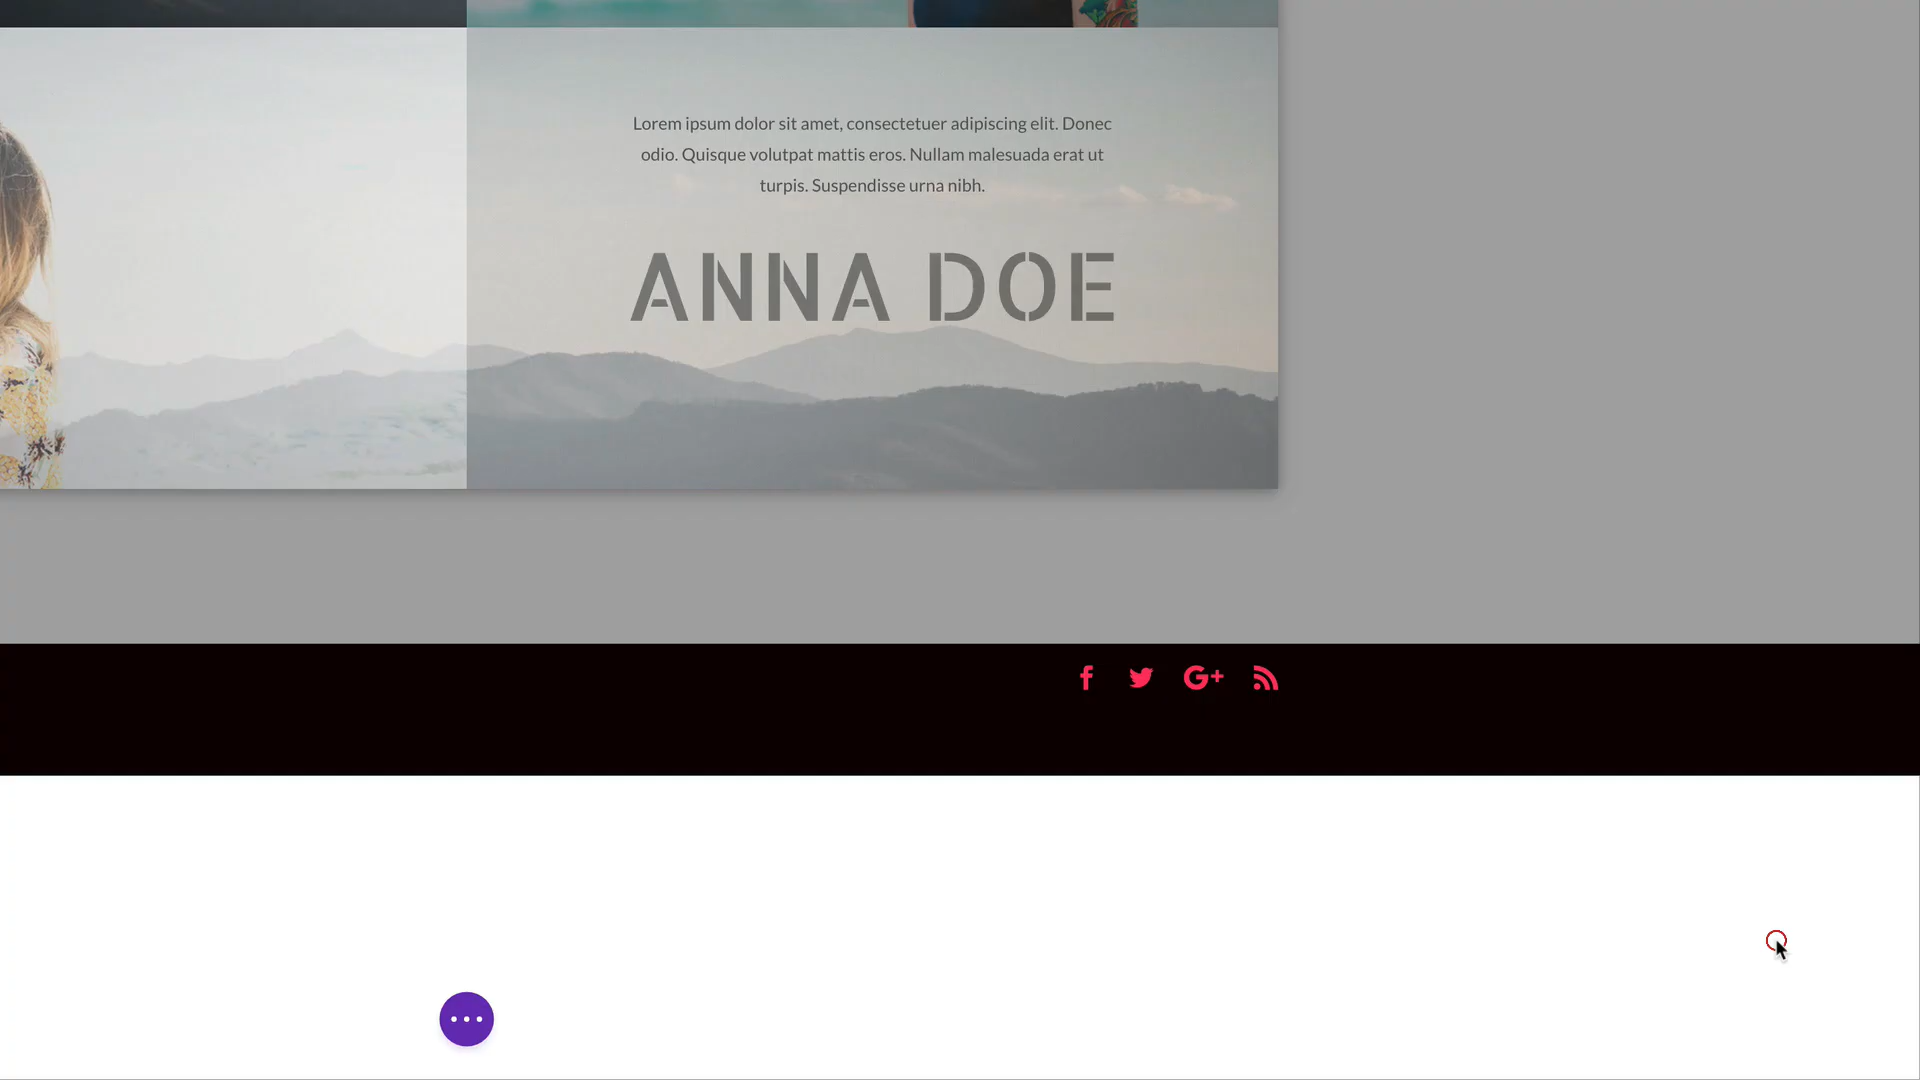 Lorem ipsum dolor sit amet, consectetuer adipiscing elit. Donec
odio. Quisque volutpat mattis eros. Nullam malesuada erat ut
turpis. Suspendisse urna nibh.
ANNA DOE